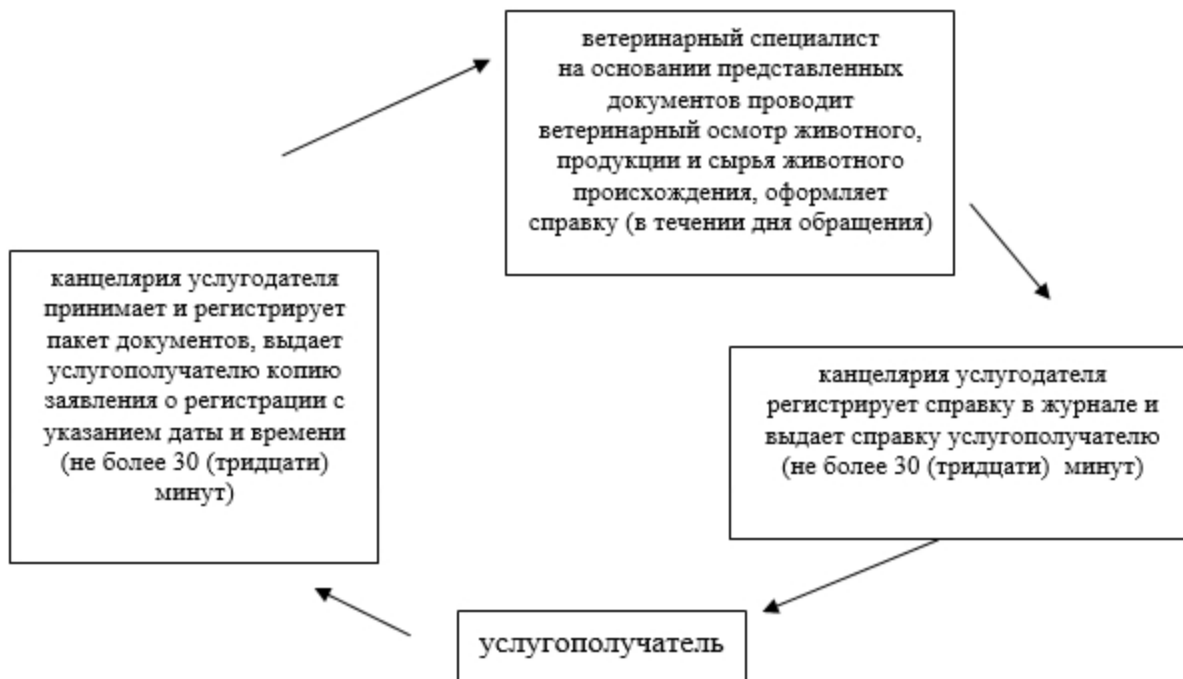 ветеринарный специалист
на основании представленных
документов проводит
ветеринарный осмотр животного,
продукции и сырья животного
происхождения, оформляет
справку (в течении дня обращения)
канцелярия услугодателя
принимает и регистрирует
пакет документов, выдает
услугополучателю копию
заявления о регистрации с
указанием даты и времени
(не более 30 (тридцати)
минут)
канцелярия услугодателя
регистрирует справку в журнале и
выдает справку услугополучателю
(не более 30 (тридцати) минут)
услугополучатель